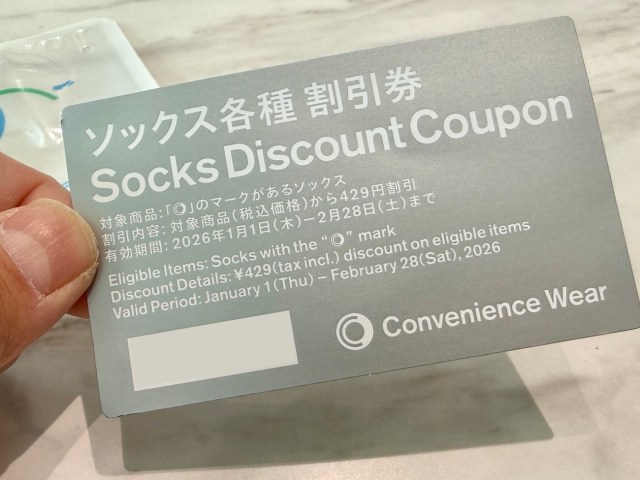 ソックス各種 割引券
Socks Discount Coupon
対象商品:「◎」のマークがあるソックス
割引内容: 対象商品(税込価格)から429円割引
有効期間: 2026年1月1日(木)ー2月28日(土)まで
Eligible Items: Socks with the “◎” mark
Discount Details: ¥429(tax incl.) discount on eligible items
Valid Period: January 1(Thu) – February 28(Sat), 2026
Convenience Wear